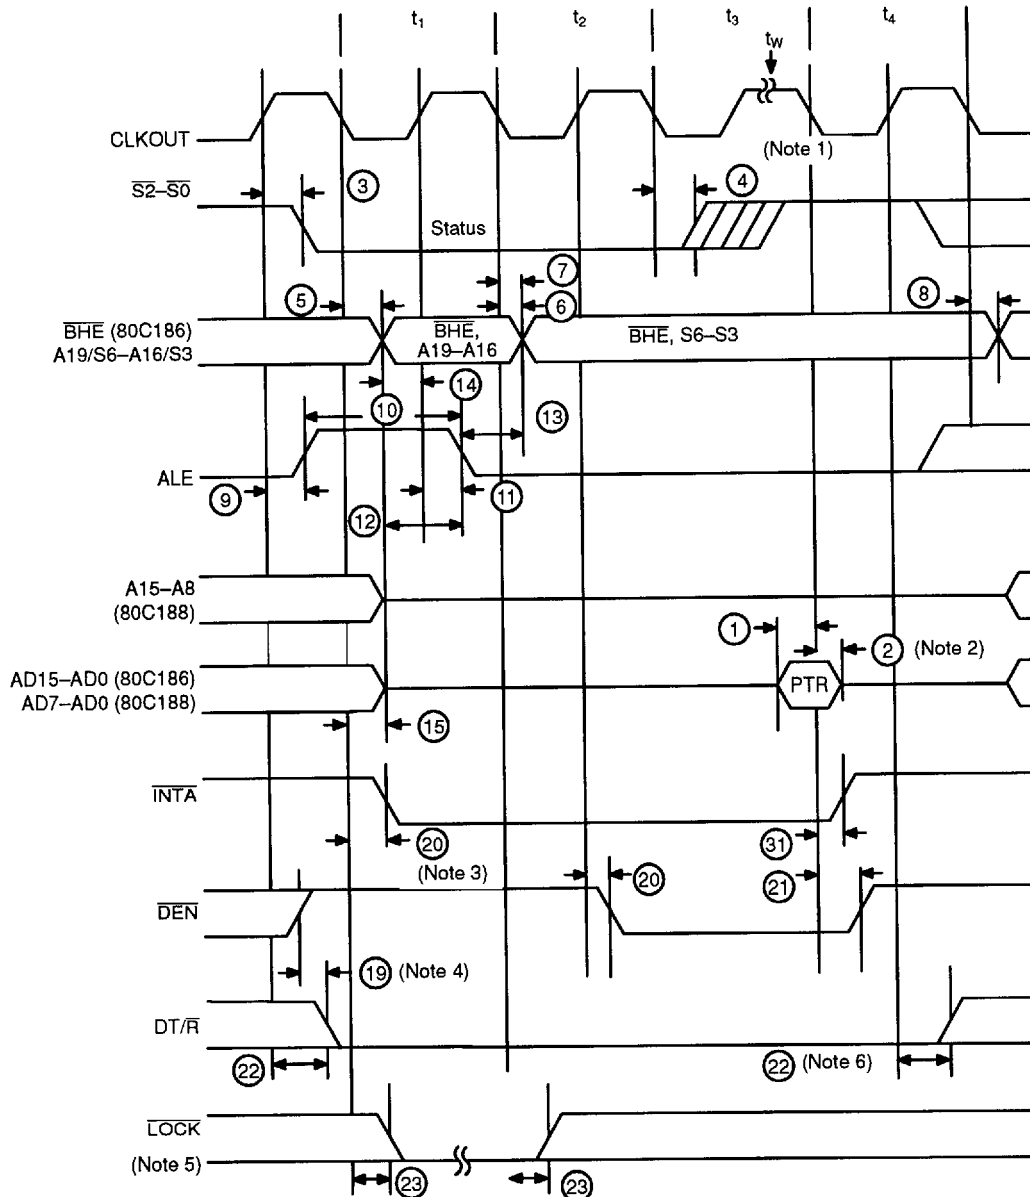 t1 t2 t3 t4
tW
CLKOUT
(Note 1)
S2–S0
3
4
Status
7
5
6
8
BHE (80C186)
A19/S6–A16/S3
BHE,
A19–A16
BHE, S6–S3
14
10
13
ALE
9
11
12
A15–A8
(80C188)
1
2 (Note 2)
AD15–AD0 (80C186)
AD7–AD0 (80C188)
PTR
15
INTA
20
31
(Note 3)
20
21
DEN
19 (Note 4)
DT/R
22
22 (Note 6)
LOCK
(Note 5)
23
23